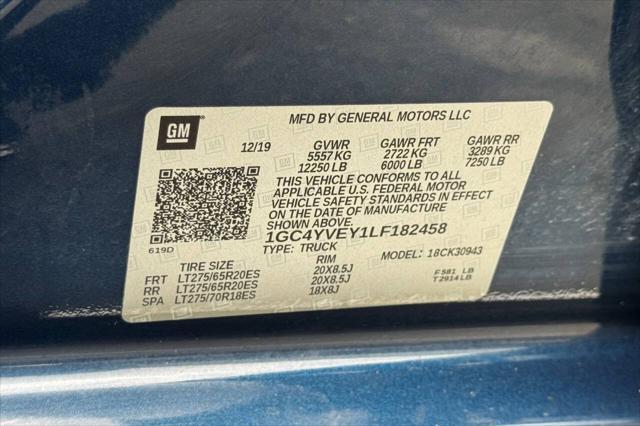 GM
MFD BY GENERAL MOTORS LLC
12/19 GVWR GAWR FRT GAWR RR
5557 KG 2722 KG 3289 KG
12250 LB 6000 LB 7250 LB
THIS VEHICLE CONFORMS TO ALL
APPLICABLE U.S. FEDERAL MOTOR
VEHICLE SAFETY STANDARDS IN EFFECT
ON THE DATE OF MANUFACTURE
SHOWN ABOVE.
1GC4YVEY1LF182458
619D TYPE: TRUCK MODEL: 18CK30943
TIRE SIZE RIM
FRT LT275/65R20ES 20X8.5J F 581 LB
RR LT275/65R20ES 20X8.5J T 2914 LB
SPA LT275/70R18ES 18X8J